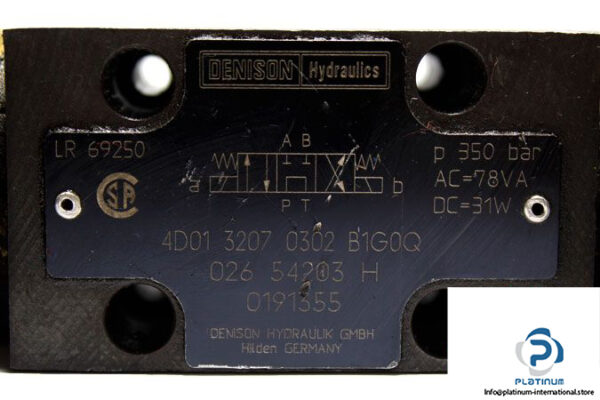 DENISON Hydraulics
LR 69250
p 350 bar
AC=78VA
DC=31W
A B
a
b
P T
4D01 3207 0302 B1G0Q
026 54203 H
0191355
DENISON HYDRAULIK GMBH
Hilden GERMANY
PLATINUM
Info@platinum-international.store